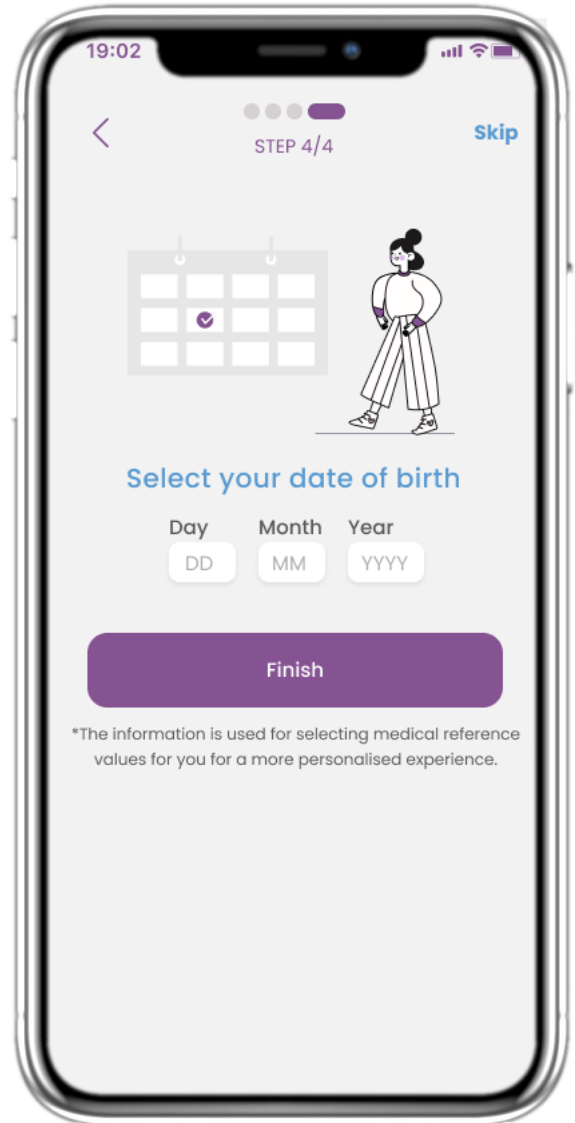 19:02
Skip
STEP 4/4
Select your date of birth
Day Month Year
DD MM YYYY
Finish
*The information is used for selecting medical reference
values for you for a more personalised experience.